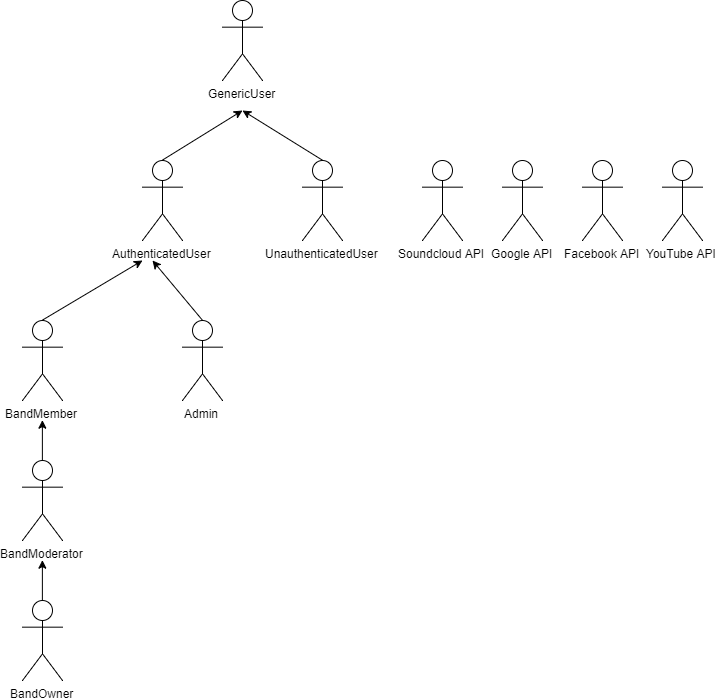 GenericUser
AuthenticatedUser
UnauthenticatedUser
Soundcloud API
Google API
Facebook API
YouTube API
BandMember
Admin
BandModerator
BandOwner